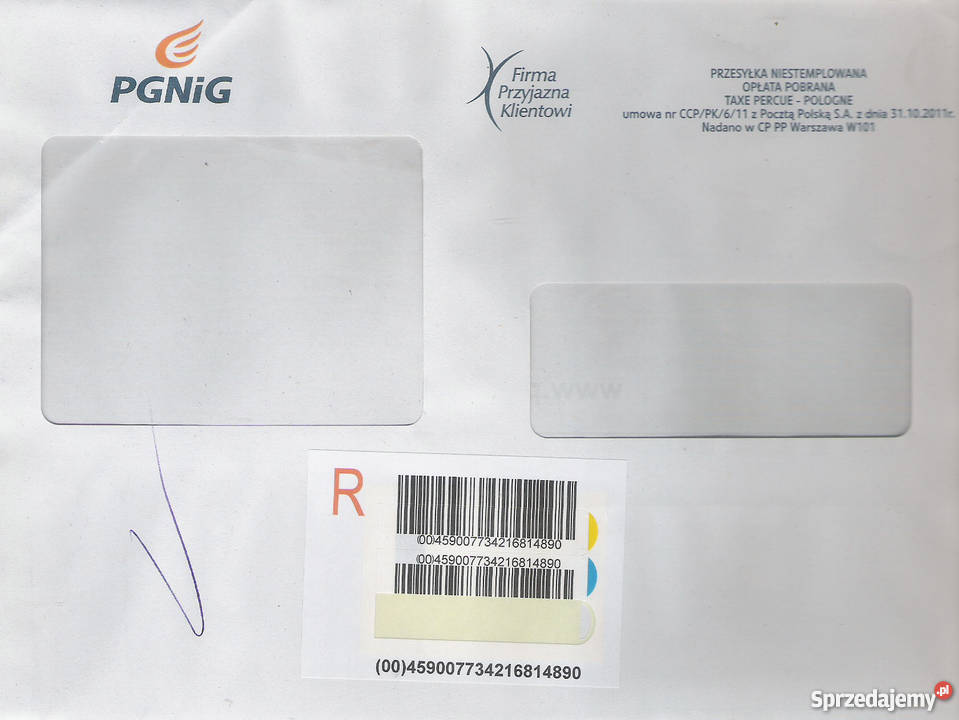 PGNiG
Firma
Przyjazna
Klientowi
PRZESYŁKA NIESTEMPLOWANA
OPŁATA POBRANA
TAXE PERCUE - POLOGNE
umowa nr CCP/PK/6/11 z Pocztą Polską S.A. z dnia 31.10.2011r.
Nadano w CP PP Warszawa W101
www.
R
(00)459007734216814890
(00)459007734216814890
(00)459007734216814890
Sprzedajemy.pl